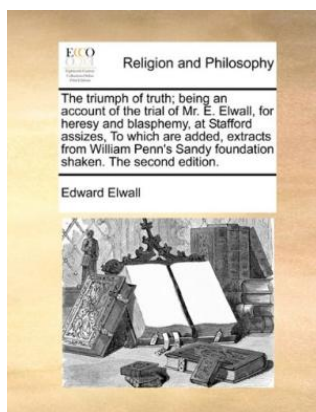 ECCO
Religion and Philosophy
The triumph of truth; being an
account of the trial of Mr. E. Elwall, for
heresy and blasphemy, at Stafford
assizes, To which are added, extracts
from William Penn's Sandy foundation
shaken. The second edition.
Edward Elwall